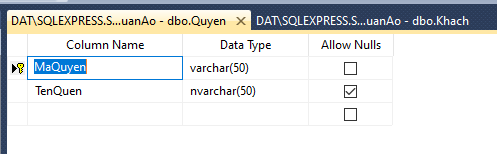 DAT\SQLEXPRESS.S...uanAo - dbo.Quyen DAT\SQLEXPRESS.S...uanAo - dbo.Khach
Column Name Data Type Allow Nulls
MaQuyen varchar(50)
TenQuen nvarchar(50)